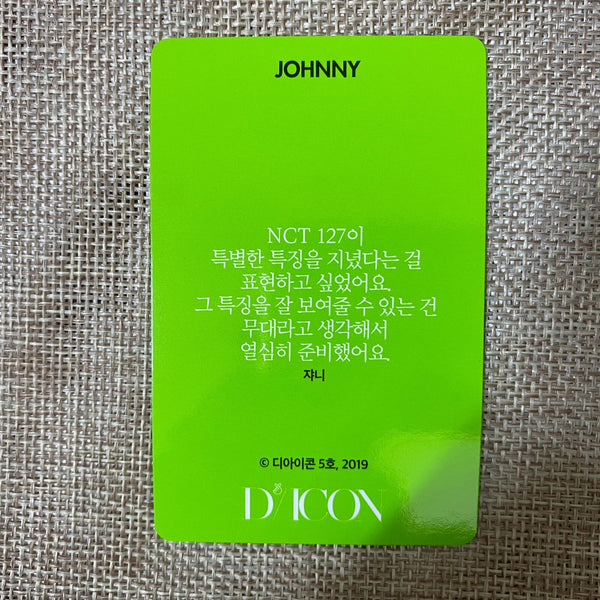 JOHNNY
NCT 127이
특별한 특징을 지녔다는 걸
표현하고 싶었어요.
그 특징을 잘 보여줄 수 있는 건
무대라고 생각해서
열심히 준비했어요.
쟈니
© 디아이콘 5호, 2019
D/ICON